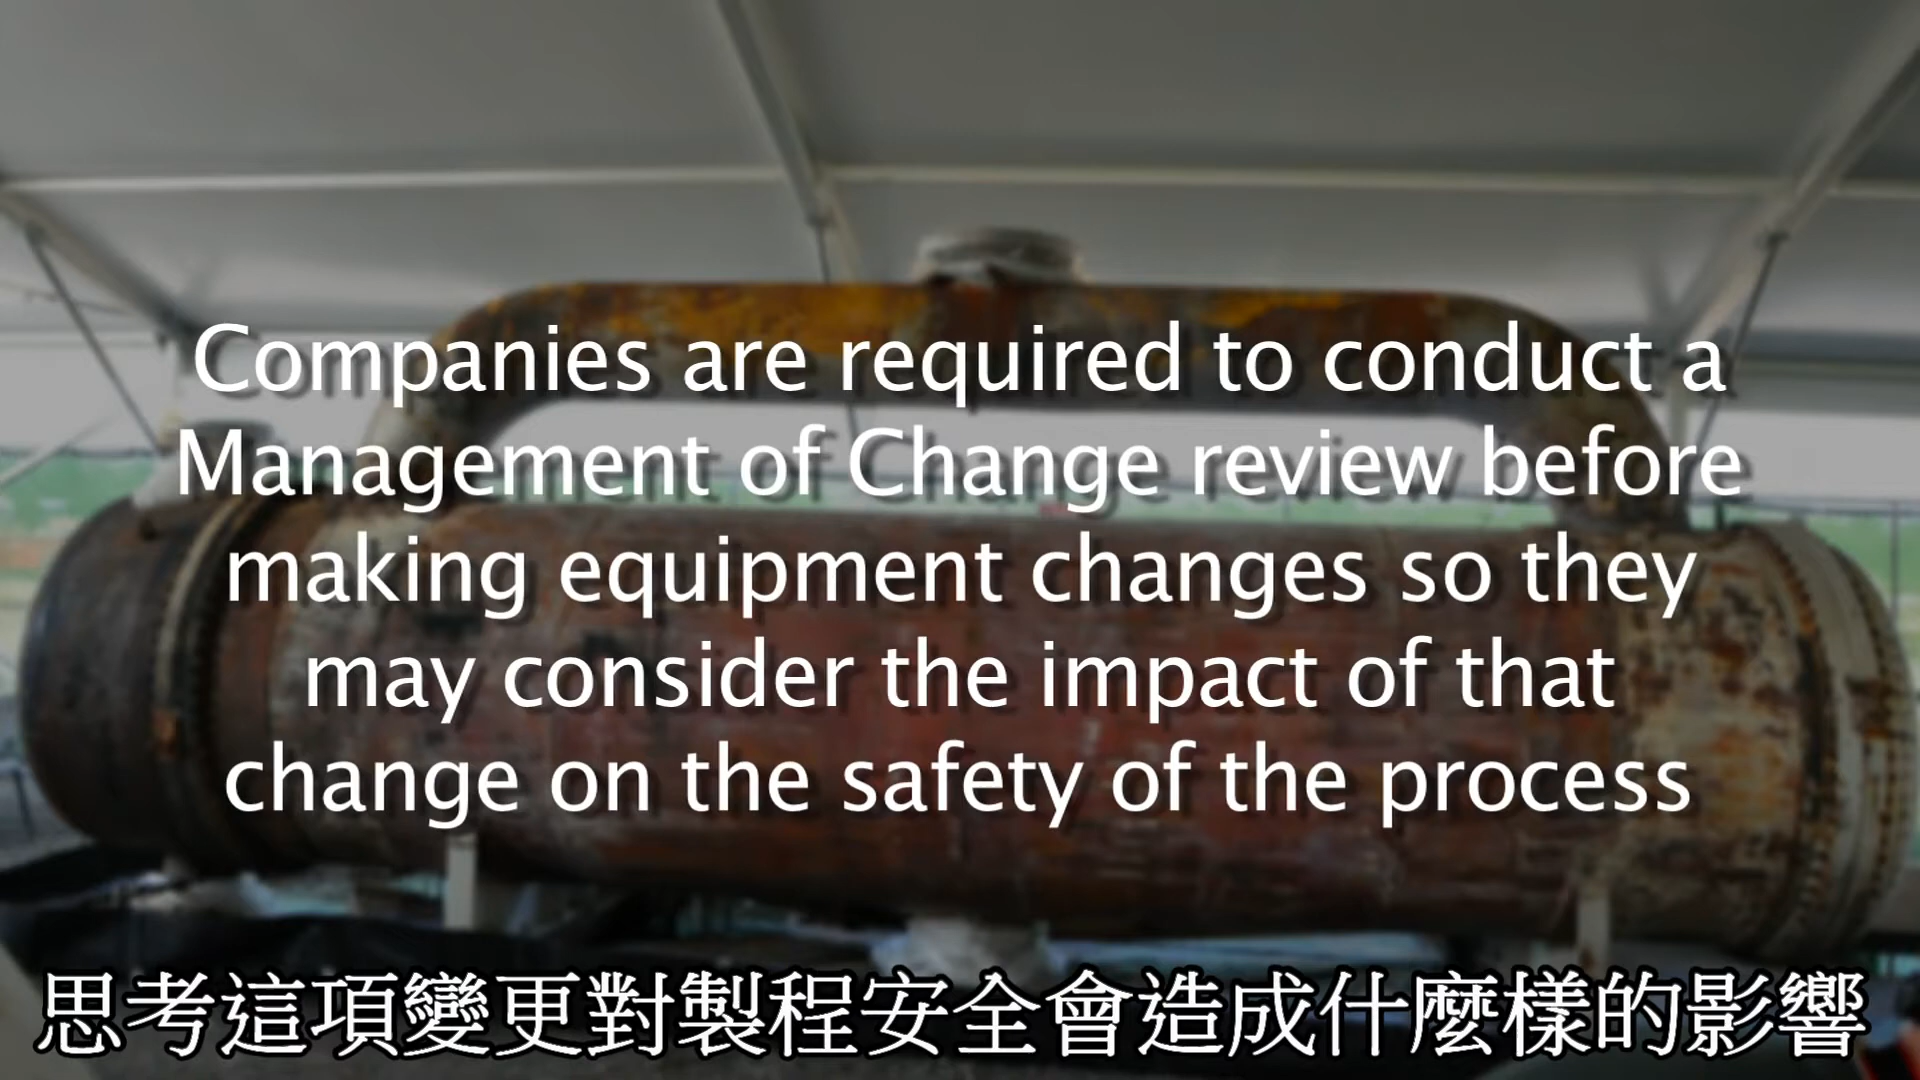 Companies are required to conduct a
Management of Change review before
making equipment changes so they
may consider the impact of that
change on the safety of the process
思考這項變更對製程安全會造成什麼樣的影響